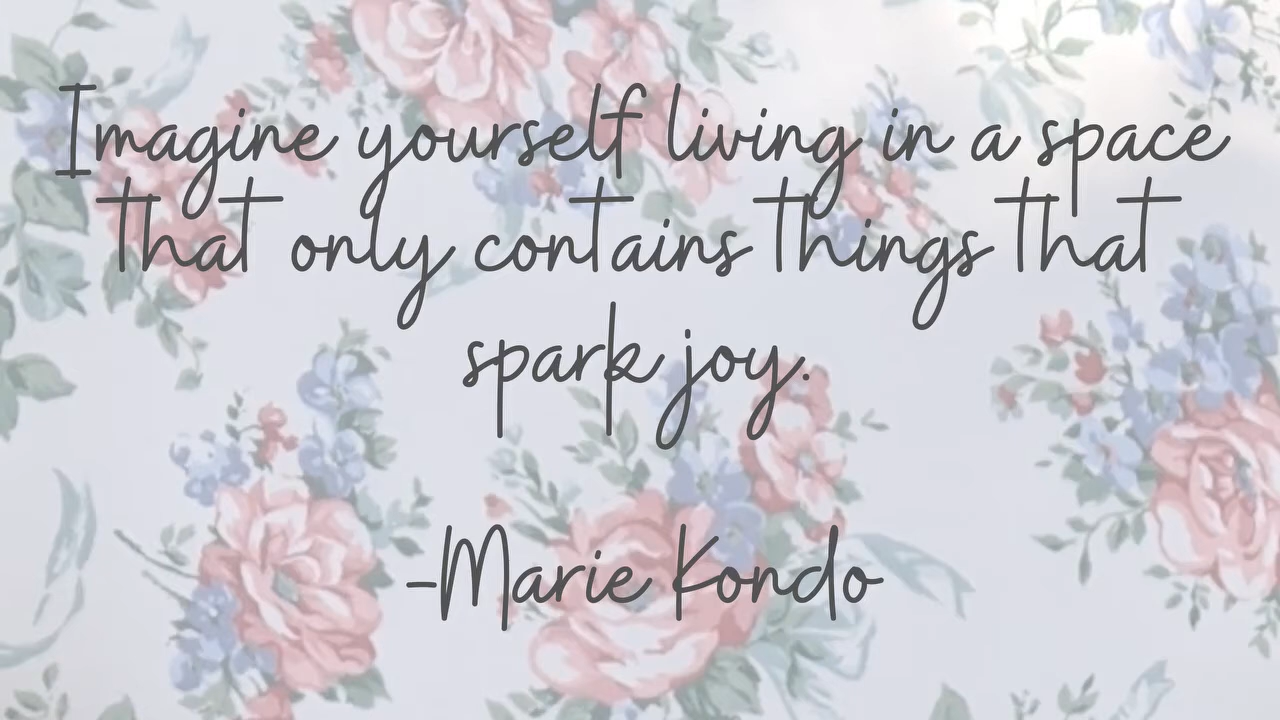 Imagine yourself living in a space
that only contains things that
spark joy.
-Marie Kondo